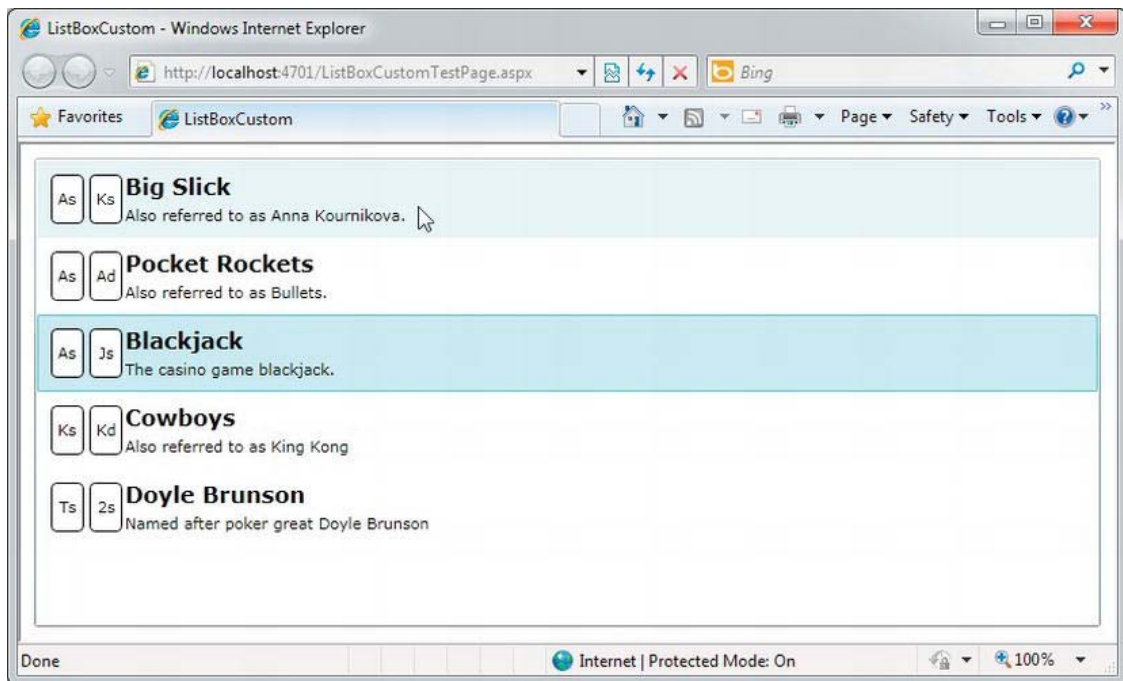 ListBoxCustom - Windows Internet Explorer
http://localhost:4701/ListBoxCustomTestPage.aspx
Bing
Favorites
ListBoxCustom
Page
Safety
Tools
As Ks Big Slick
Also referred to as Anna Kournikova.
As Ad Pocket Rockets
Also referred to as Bullets.
As Js Blackjack
The casino game blackjack.
Ks Kd Cowboys
Also referred to as King Kong
Ts 2s Doyle Brunson
Named after poker great Doyle Brunson
Done
Internet | Protected Mode: On
100%